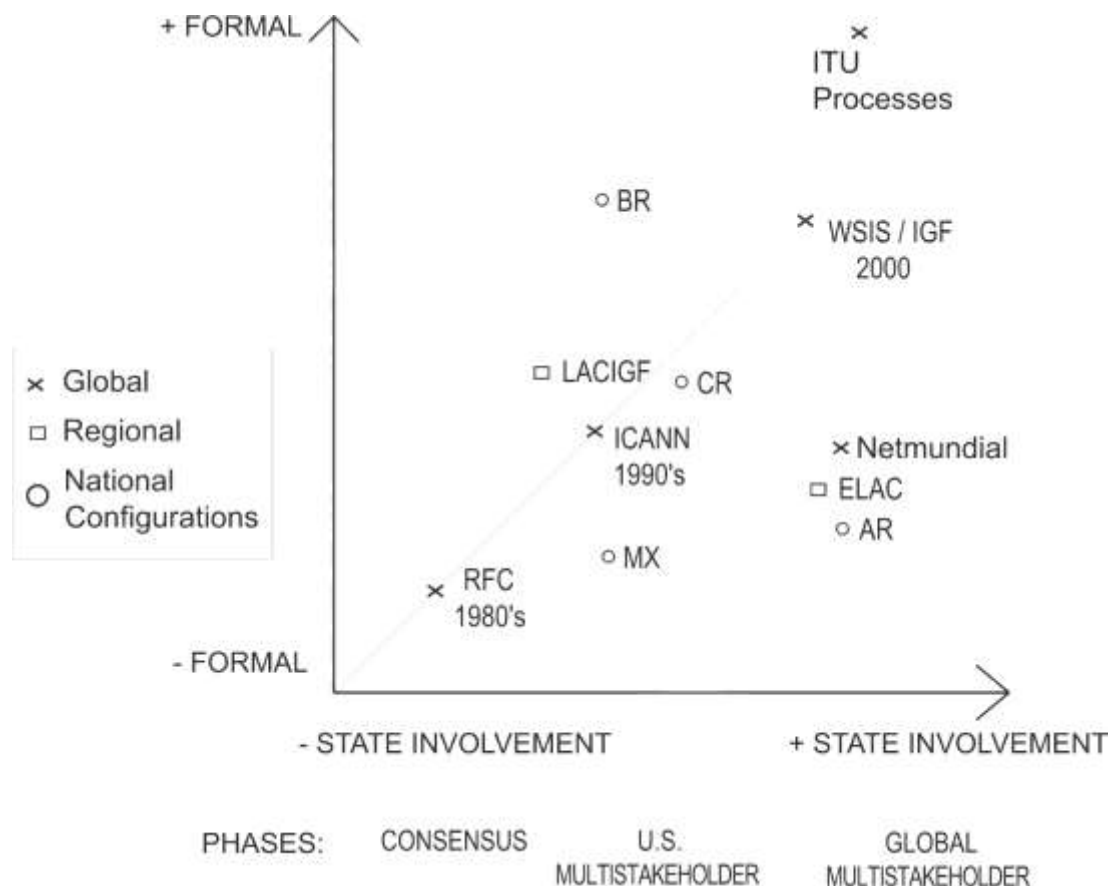 + FORMAL
ITU
Processes
BR
WSIS / IGF
2000
LACIGF
CR
Global
Regional
National
Configurations
ICANN
1990's
Netmundial
ELAC
AR
MX
RFC
1980's
- FORMAL
- STATE INVOLVEMENT
+ STATE INVOLVEMENT
PHASES:
CONSENSUS
U.S.
MULTISTAKEHOLDER
GLOBAL
MULTISTAKEHOLDER